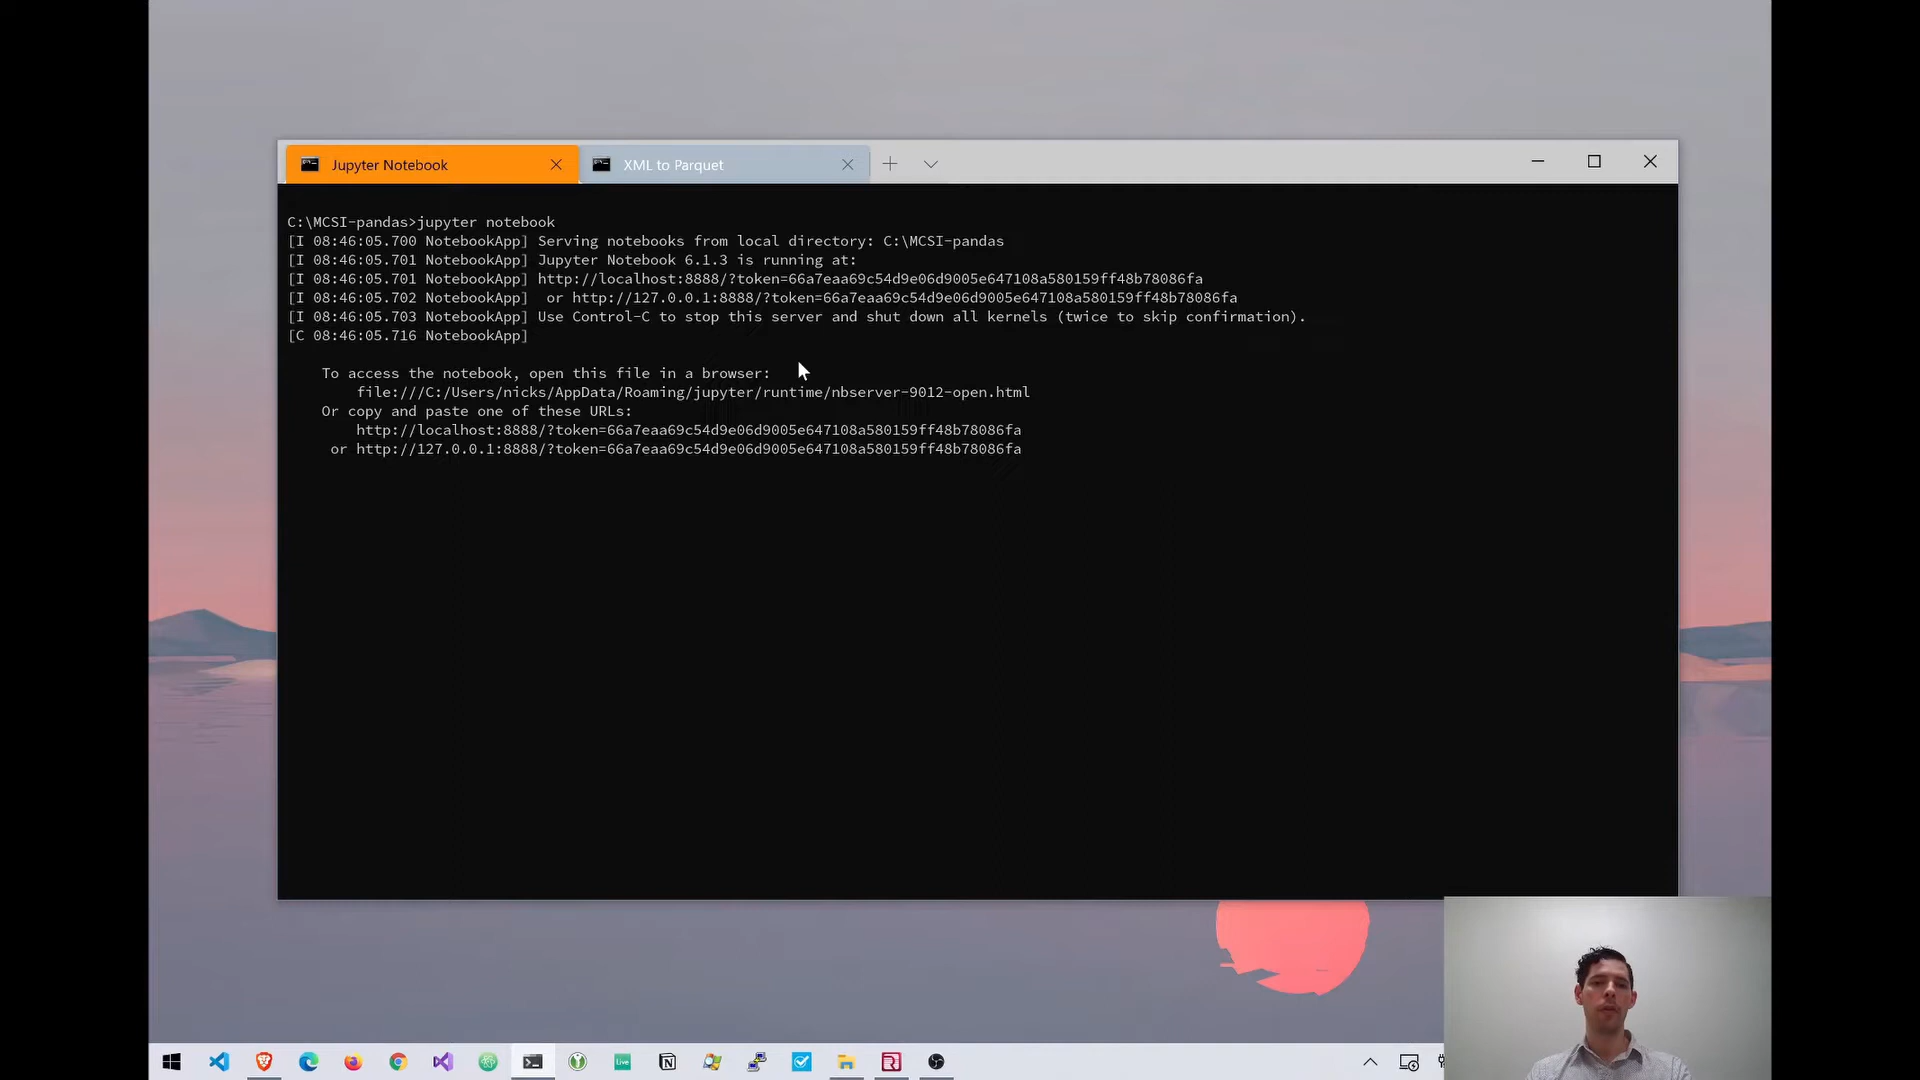 Jupyter Notebook
XML to Parquet
C:\MCSI-pandas>jupyter notebook
[I 08:46:05.700 NotebookApp] Serving notebooks from local directory: C:\MCSI-pandas
[I 08:46:05.701 NotebookApp] Jupyter Notebook 6.1.3 is running at:
[I 08:46:05.701 NotebookApp] http://localhost:8888/?token=66a7eaa69c54d9e06d9005e647108a580159ff48b78086fa
[I 08:46:05.702 NotebookApp]  or http://127.0.0.1:8888/?token=66a7eaa69c54d9e06d9005e647108a580159ff48b78086fa
[I 08:46:05.703 NotebookApp] Use Control-C to stop this server and shut down all kernels (twice to skip confirmation).
[C 08:46:05.716 NotebookApp]
To access the notebook, open this file in a browser:
file:///C:/Users/nicks/AppData/Roaming/jupyter/runtime/nbserver-9012-open.html
Or copy and paste one of these URLs:
http://localhost:8888/?token=66a7eaa69c54d9e06d9005e647108a580159ff48b78086fa
or http://127.0.0.1:8888/?token=66a7eaa69c54d9e06d9005e647108a580159ff48b78086fa
Live